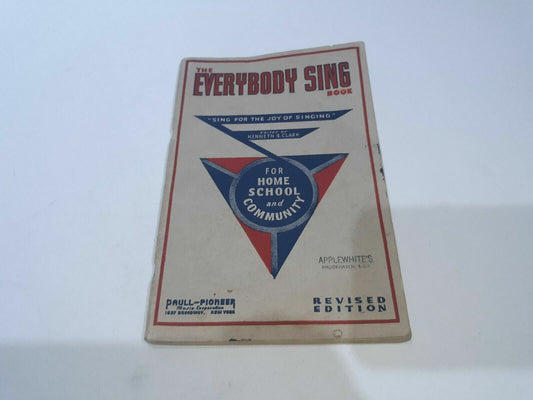 THE
EVERYBODY SING
BOOK
"SING FOR THE JOY OF SINGING"
EDITED BY
KENNETH S. CLARK
FOR
HOME
SCHOOL
and
COMMUNITY
APPLEWHITE'S
PAULL-PIONEER
Music Corporation
1657 BROADWAY, NEW YORK
REVISED
EDITION